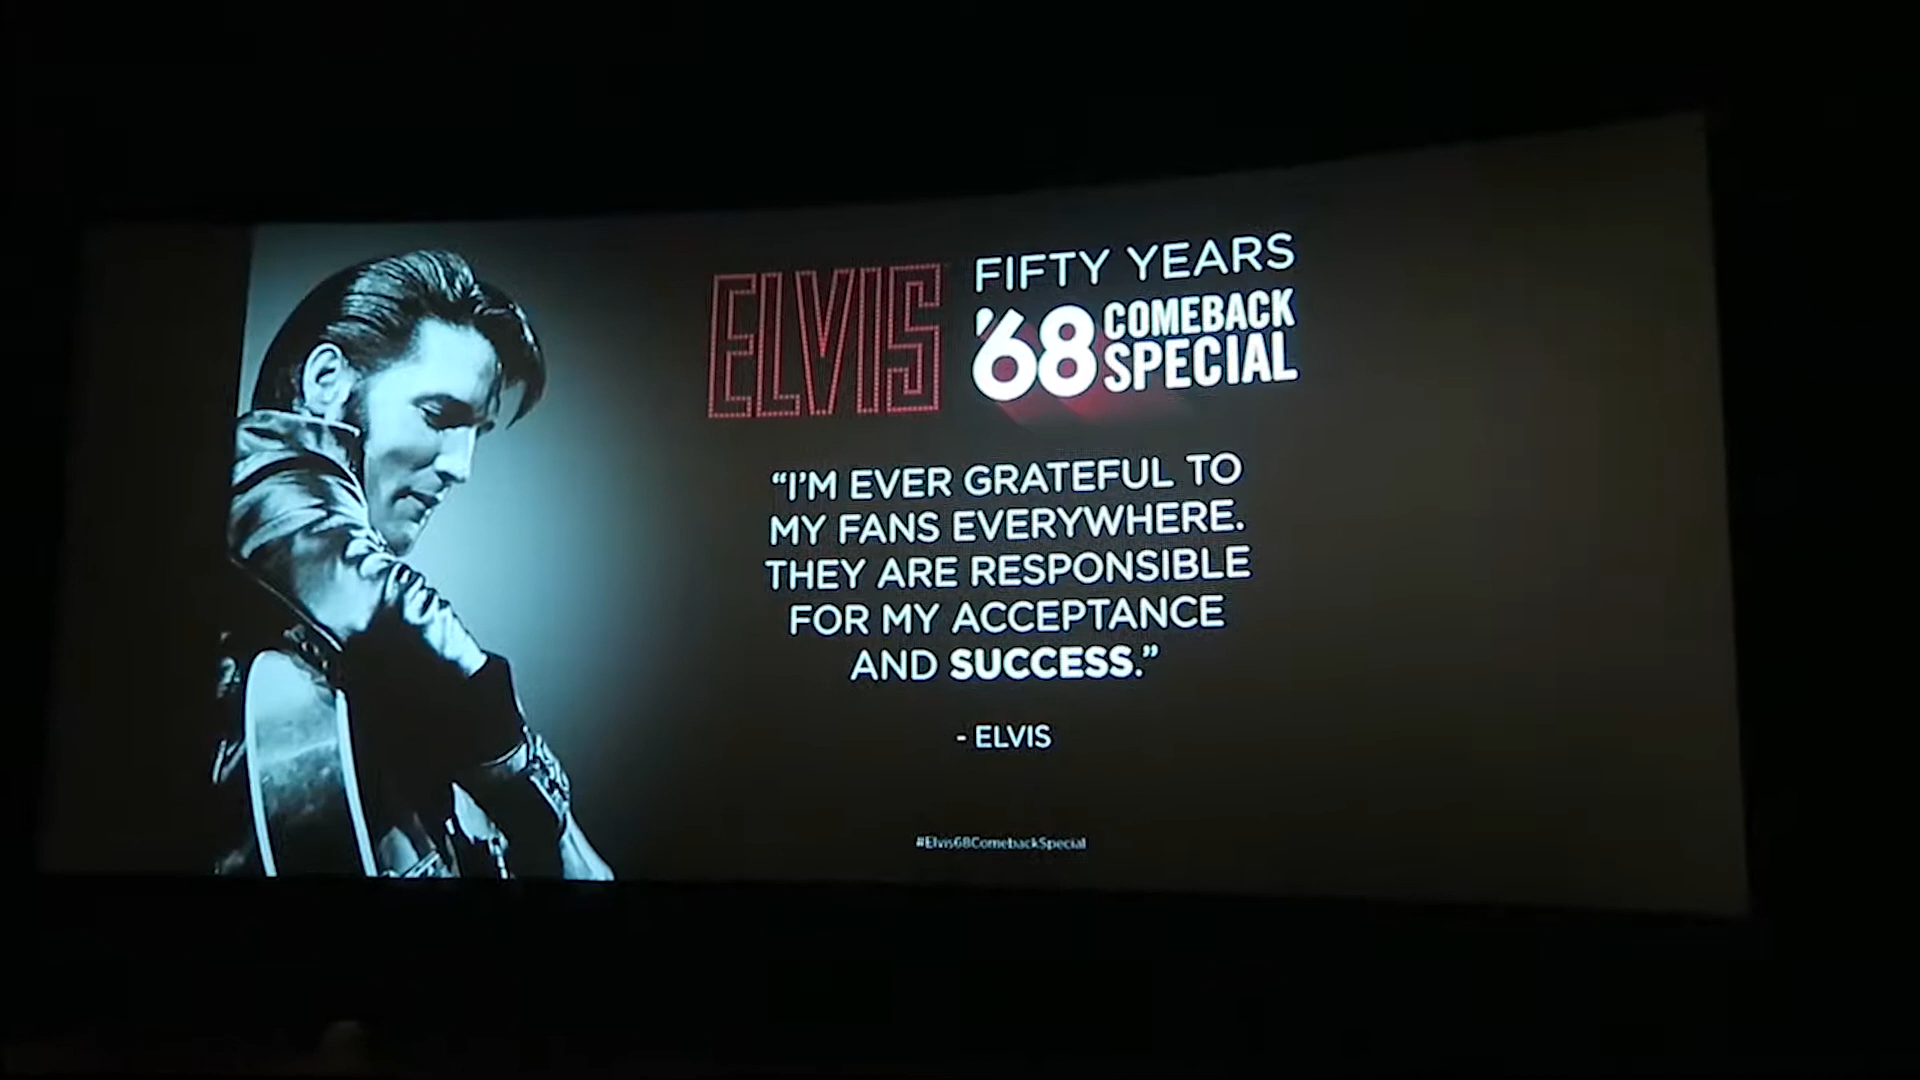 ELVIS
FIFTY YEARS
'68 COMEBACK
SPECIAL
“I'M EVER GRATEFUL TO
MY FANS EVERYWHERE.
THEY ARE RESPONSIBLE
FOR MY ACCEPTANCE
AND SUCCESS.”
- ELVIS
#Elvis68ComebackSpecial